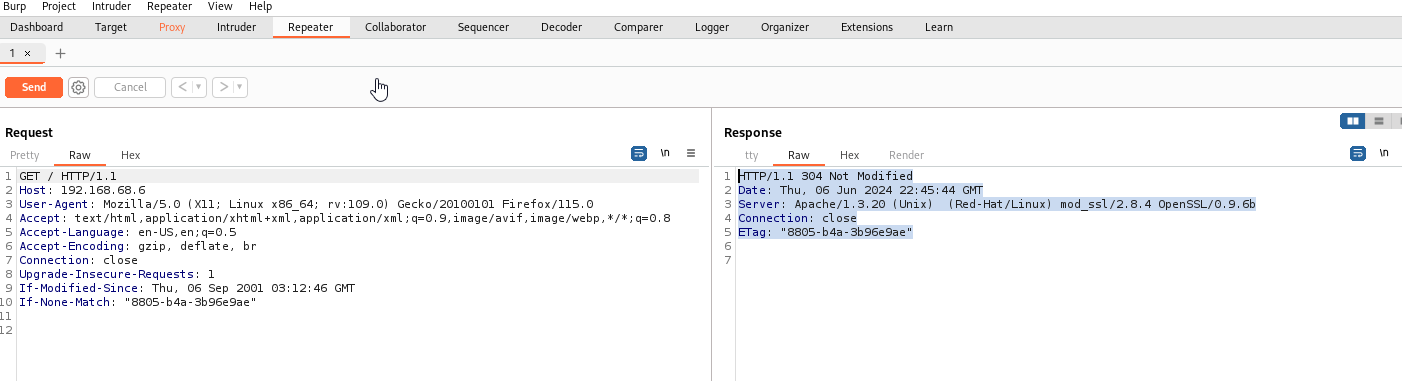 Burp Project Intruder Repeater View Help
Dashboard Target Proxy Intruder Repeater Collaborator Sequencer Decoder Comparer Logger Organizer Extensions Learn
1 × +
Send Cancel < > 
Request
Pretty Raw Hex \n
1 GET / HTTP/1.1
2 Host: 192.168.68.6
3 User-Agent: Mozilla/5.0 (X11; Linux x86_64; rv:109.0) Gecko/20100101 Firefox/115.0
4 Accept: text/html,application/xhtml+xml,application/xml;q=0.9,image/avif,image/webp,*/*;q=0.8
5 Accept-Language: en-US,en;q=0.5
6 Accept-Encoding: gzip, deflate, br
7 Connection: close
8 Upgrade-Insecure-Requests: 1
9 If-Modified-Since: Thu, 06 Sep 2001 03:12:46 GMT
10 If-None-Match: "8805-b4a-3b96e9ae"
11
12
Response
tty Raw Hex Render \n
1 HTTP/1.1 304 Not Modified
2 Date: Thu, 06 Jun 2024 22:45:44 GMT
3 Server: Apache/1.3.20 (Unix)  (Red-Hat/Linux) mod_ssl/2.8.4 OpenSSL/0.9.6b
4 Connection: close
5 ETag: "8805-b4a-3b96e9ae"
6
7